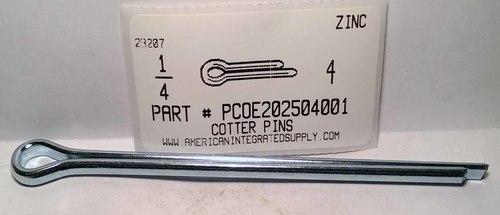 ZINC
23207
1/4
4
PART # PCOE202504001
COTTER PINS
WWW.AMERICANINTEGRATEDSUPPLY.COM